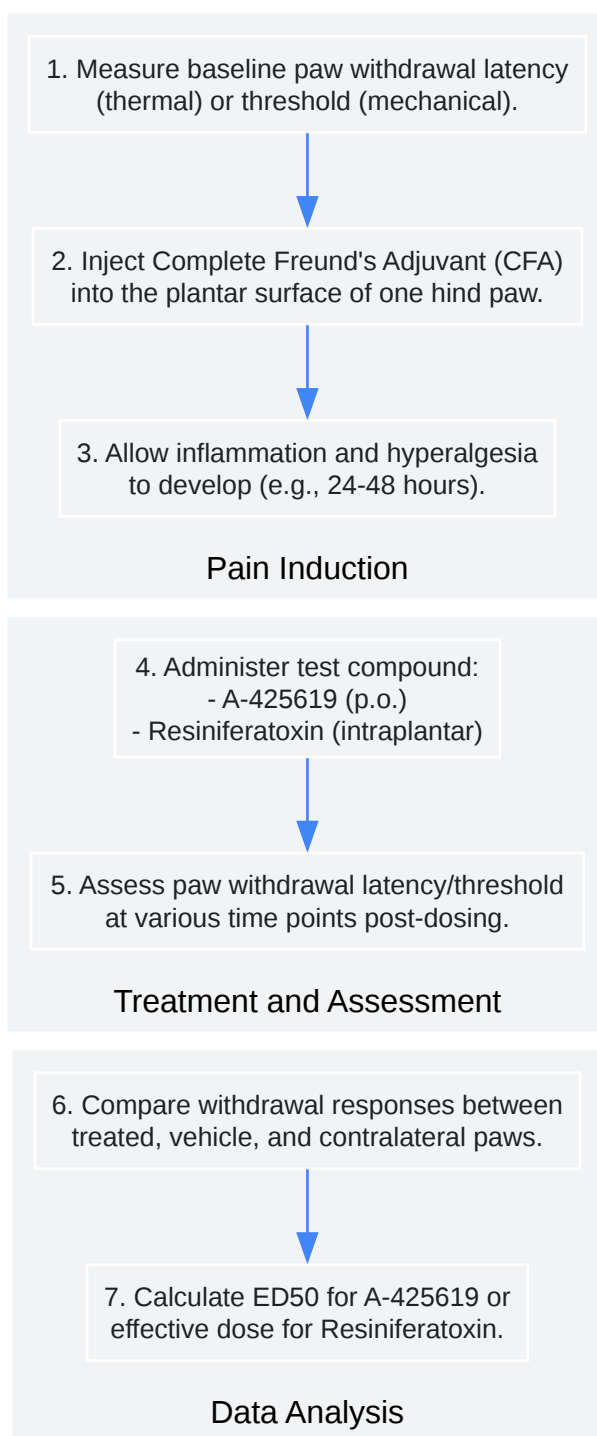 1. Measure baseline paw withdrawal latency
(thermal) or threshold (mechanical).
2. Inject Complete Freund's Adjuvant (CFA)
into the plantar surface of one hind paw.
3. Allow inflammation and hyperalgesia
to develop (e.g., 24-48 hours).
Pain Induction
4. Administer test compound:
- A-425619 (p.o.)
- Resiniferatoxin (intraplantar)
5. Assess paw withdrawal latency/threshold
at various time points post-dosing.
Treatment and Assessment
6. Compare withdrawal responses between
treated, vehicle, and contralateral paws.
7. Calculate ED50 for A-425619 or
effective dose for Resiniferatoxin.
Data Analysis